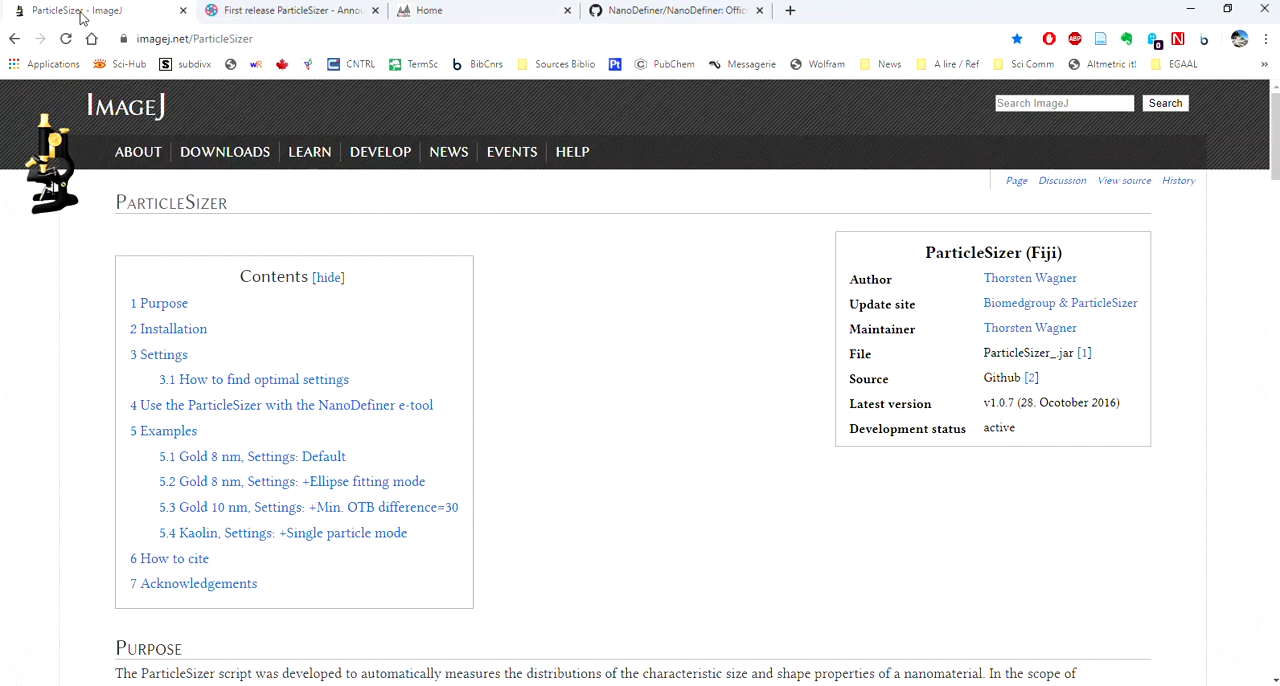 ParticleSizer - ImageJ
First release ParticleSizer - Annou
Home
NanoDefiner/NanoDefiner: Offic
imagej.net/ParticleSizer
ABP
0
N
b
Applications
Sci-Hub
S subdivx
wR
CNTRL
TermSc
b BibCnrs
Sources Biblio
Pt
© PubChem
Messagerie
Wolfram
News
A lire / Ref
Sci Comm
Altmetric it!
EGAAL
»
ImageJ
Search ImageJ
Search
ABOUT
DOWNLOADS
LEARN
DEVELOP
NEWS
EVENTS
HELP
Page
Discussion
View source
History
ParticleSizer
Contents [hide]
1 Purpose
2 Installation
3 Settings
3.1 How to find optimal settings
4 Use the ParticleSizer with the NanoDefiner e-tool
5 Examples
5.1 Gold 8 nm, Settings: Default
5.2 Gold 8 nm, Settings: +Ellipse fitting mode
5.3 Gold 10 nm, Settings: +Min. OTB difference=30
5.4 Kaolin, Settings: +Single particle mode
6 How to cite
7 Acknowledgements
ParticleSizer (Fiji)
Author Thorsten Wagner
Update site Biomedgroup & ParticleSizer
Maintainer Thorsten Wagner
File ParticleSizer_.jar [1]
Source Github [2]
Latest version v1.0.7 (28. Ocotober 2016)
Development status active
Purpose
The ParticleSizer script was developed to automatically measures the distributions of the characteristic size and shape properties of a nanomaterial. In the scope of